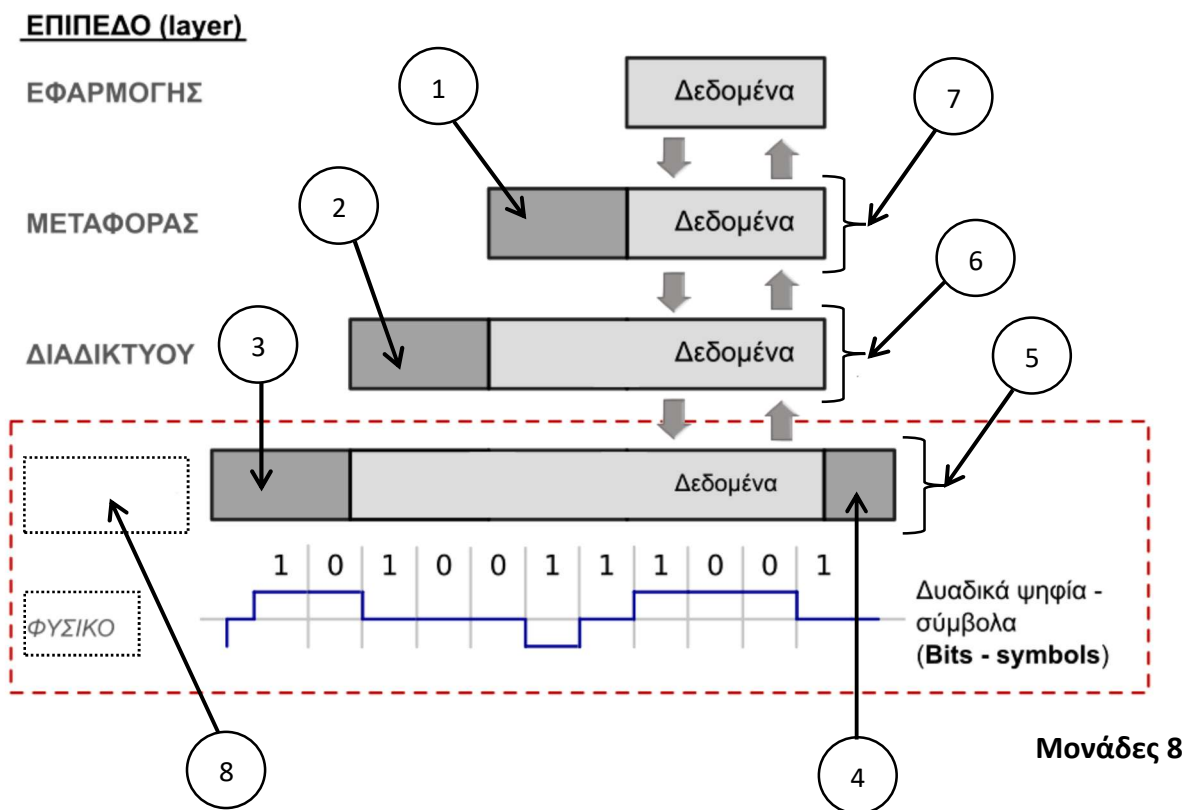 ΕΠΙΠΕΔΟ (layer)
ΕΦΑΡΜΟΓΗΣ
1
Δεδομένα
7
ΜΕΤΑΦΟΡΑΣ
2
Δεδομένα
6
ΔΙΑΔΙΚΤΥΟΥ
3
Δεδομένα
5
Δεδομένα
1 0 1 0 0 1 1 1 0 0 1
ΦΥΣΙΚΟ
Δυαδικά ψηφία -
σύμβολα
(Bits - symbols)
8
4
Μονάδες 8